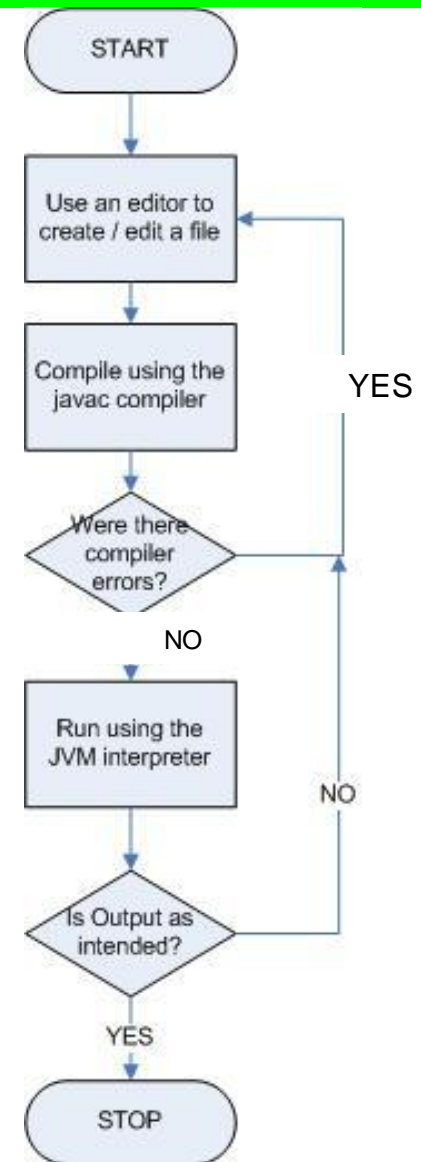 START
Use an editor to
create / edit a file
Compile using the
javac compiler
YES
Were there
compiler
errors?
NO
Run using the
JVM interpreter
NO
Is Output as
intended?
YES
STOP